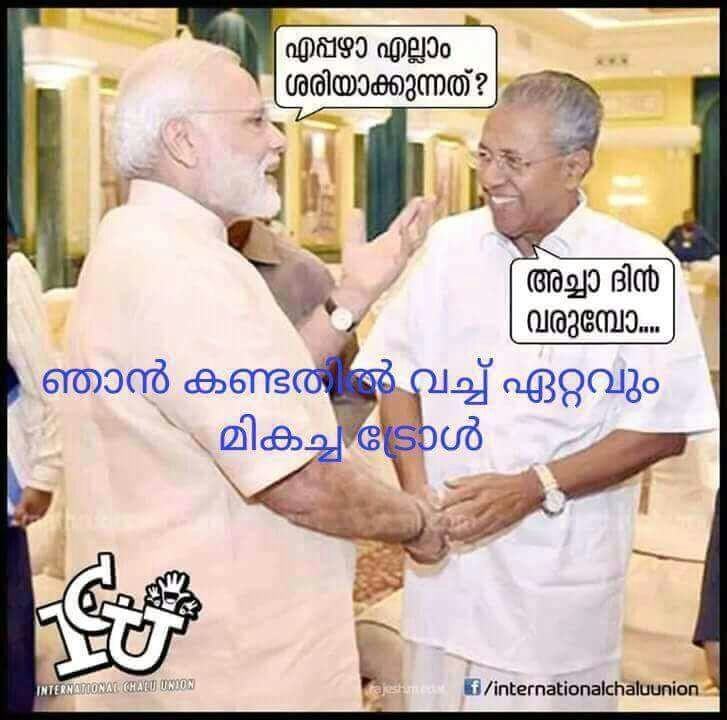 എപ്പഴാ എല്ലാം
ശരിയാക്കുന്നത്?
അച്ഛാ ദിൻ
വരുമ്പോ....
ഞാൻ കണ്ടതിൽ വച്ച് ഏറ്റവും
മികച്ച ട്രോൾ
ICU
INTERNATIONAL CHALU UNION
f/internationalchaluunion